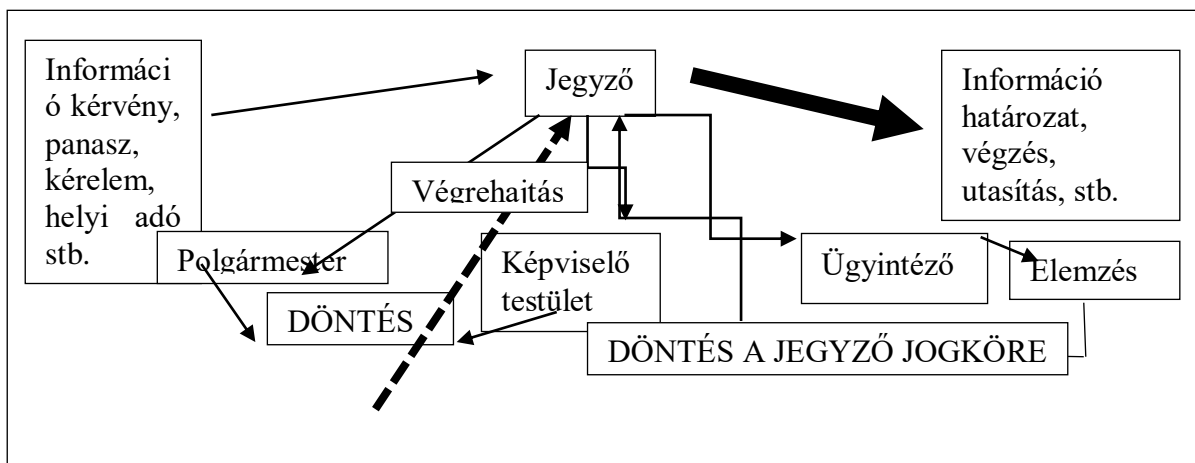 Informáci
ó kérvény,
panasz,
kérelem,
helyi adó
stb.
Jegyző
Információ
határozat,
végzés,
utasítás, stb.
Végrehajtás
Polgármester
Képviselő
testület
Ügyintéző
Elemzés
DÖNTÉS
DÖNTÉS A JEGYZŐ JOGKÖRE